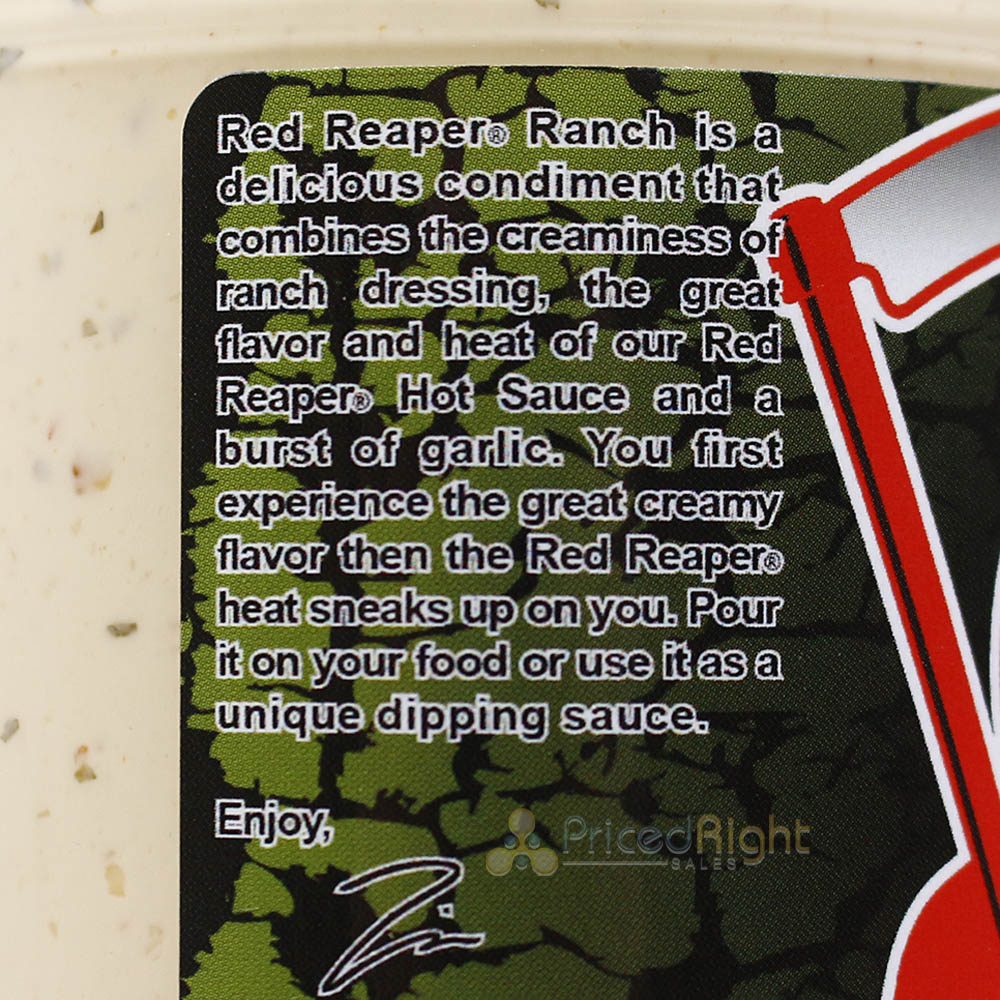 Red Reaper® Ranch is a
delicious condiment that
combines the creaminess of
ranch dressing, the great
flavor and heat of our Red
Reaper® Hot Sauce and a
burst of garlic. You first
experience the great creamy
flavor then the Red Reaper®
heat sneaks up on you. Pour
it on your food or use it as a
unique dipping sauce.
Enjoy,
PricedRight
SALES